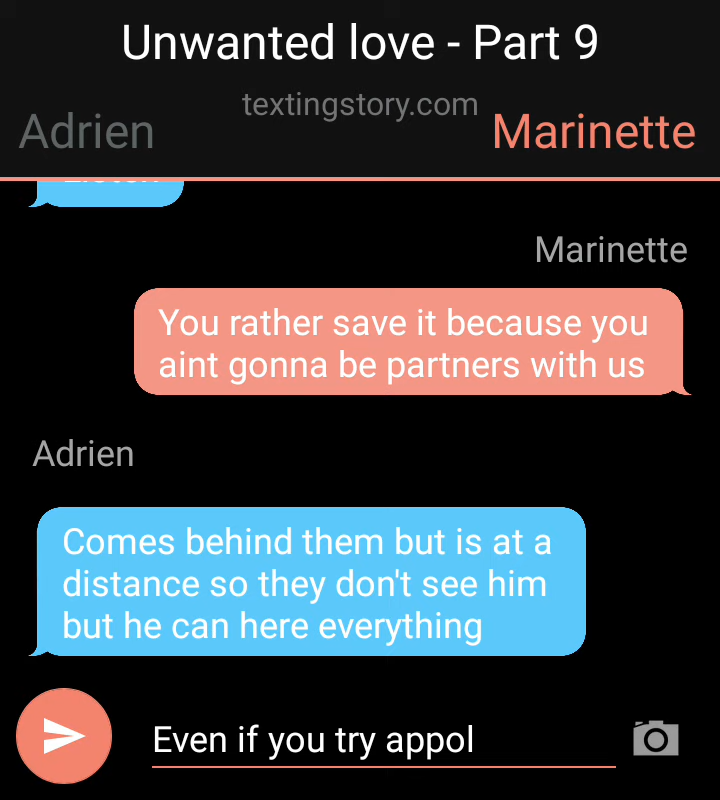 Unwanted love - Part 9
textingstory.com
Adrien
Marinette
Marinette
You rather save it because you
aint gonna be partners with us
Adrien
Comes behind them but is at a
distance so they don't see him
but he can here everything
Even if you try appol